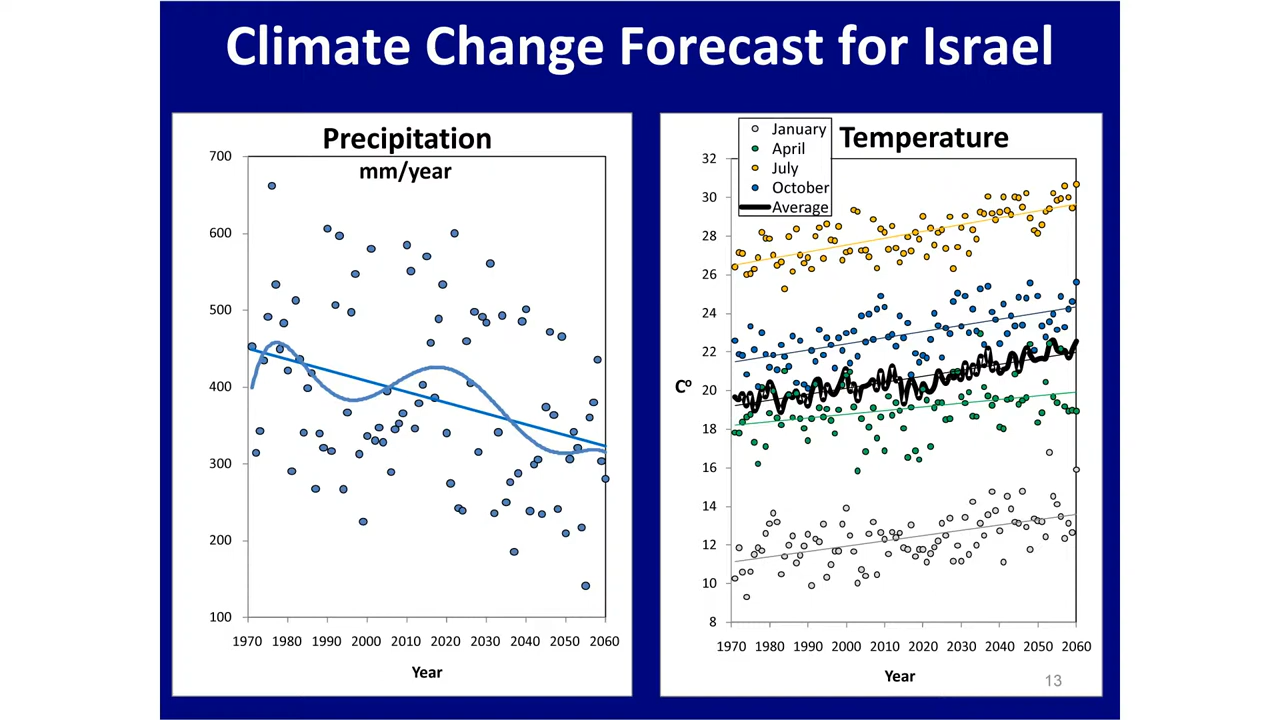 Climate Change Forecast for Israel
Precipitation
mm/year
700
600
500
400
300
200
100
1970 1980 1990 2000 2010 2020 2030 2040 2050 2060
Year
Temperature
January
April
July
October
Average
32
30
28
26
24
22
20
18
16
14
12
10
8
Cº
1970 1980 1990 2000 2010 2020 2030 2040 2050 2060
Year
13